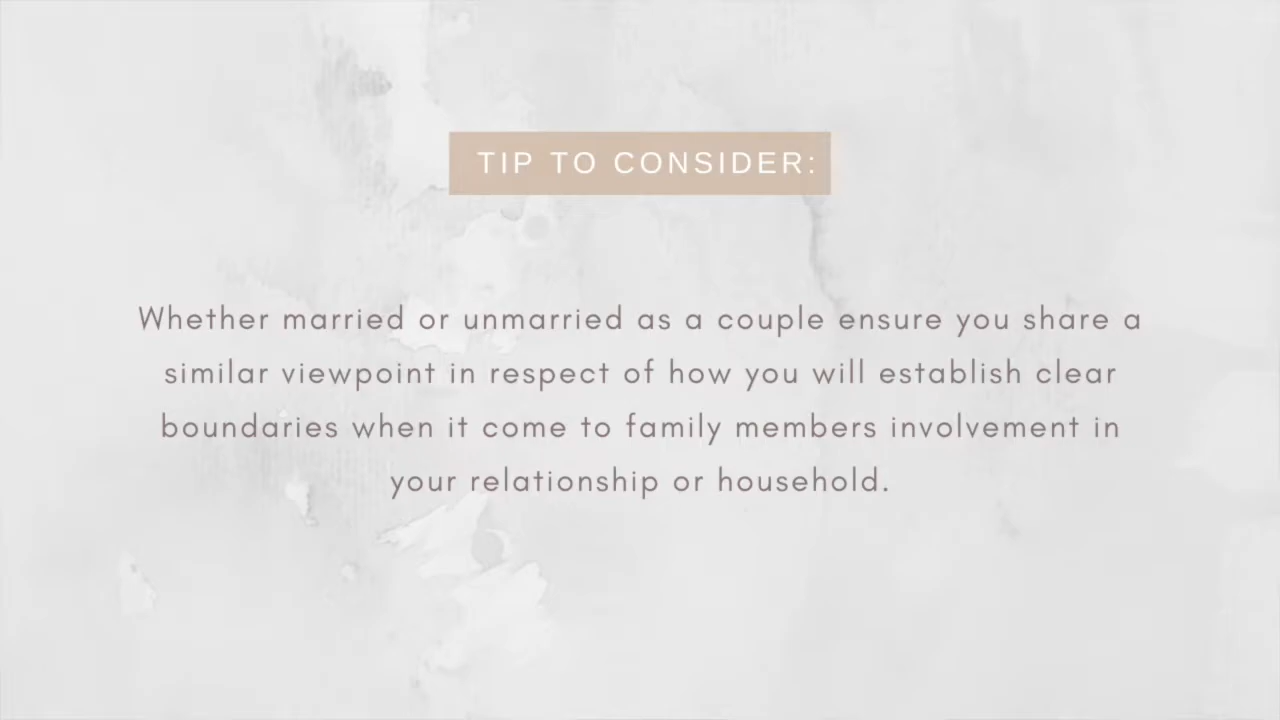 TIP TO CONSIDER:
Whether married or unmarried as a couple ensure you share a
similar viewpoint in respect of how you will establish clear
boundaries when it come to family members involvement in
your relationship or household.